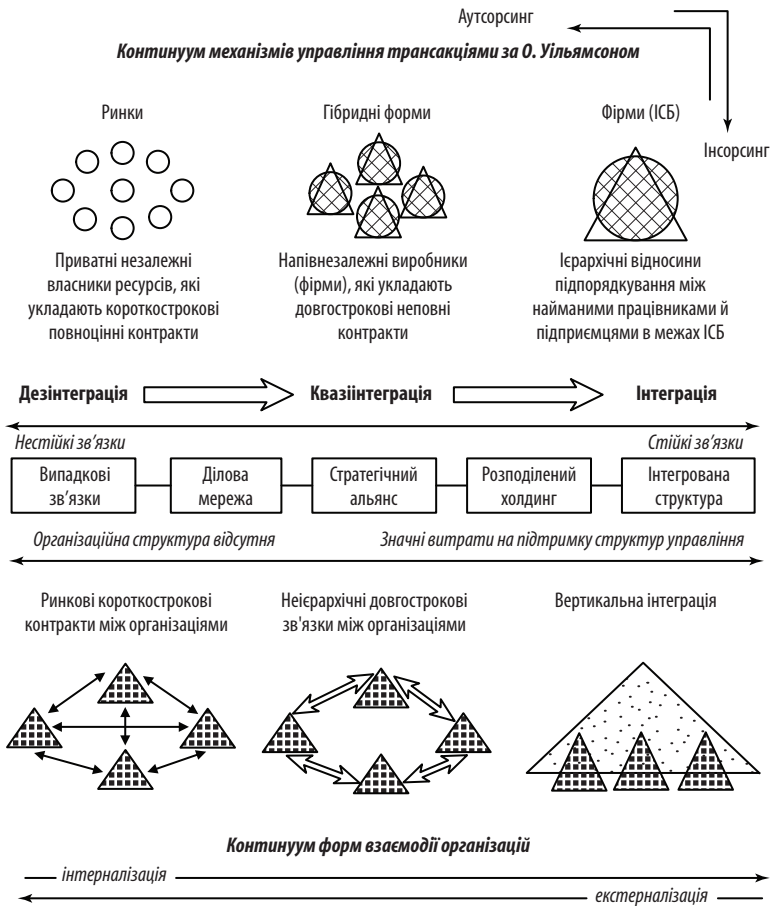 Аутсорсинг
Континуум механізмів управління трансакціями за О. Уільямсоном
Ринки
Гібридні форми
Фірми (ІСБ)
Інсорсинг
Приватні незалежні
власники ресурсів, які
укладають короткострокові
повноцінні контракти
Напівнезалежні виробники
(фірми), які укладають
довгострокові неповні
контракти
Ієрархічні відносини
підпорядкування між
найманими працівниками й
підприємцями в межах ІСБ
Дезінтеграція
Квазіінтеграція
Інтеграція
Нестійкі зв’язки
Стійкі зв’язки
Випадкові
зв’язки
Ділова
мережа
Стратегічний
альянс
Розподілений
холдинг
Інтегрована
структура
Організаційна структура відсутня
Значні витрати на підтримку структур управління
Ринкові короткострокові
контракти між організаціями
Неієрархічні довгострокові
зв'язки між організаціями
Вертикальна інтеграція
Континуум форм взаємодії організацій
інтерналізація
екстерналізація